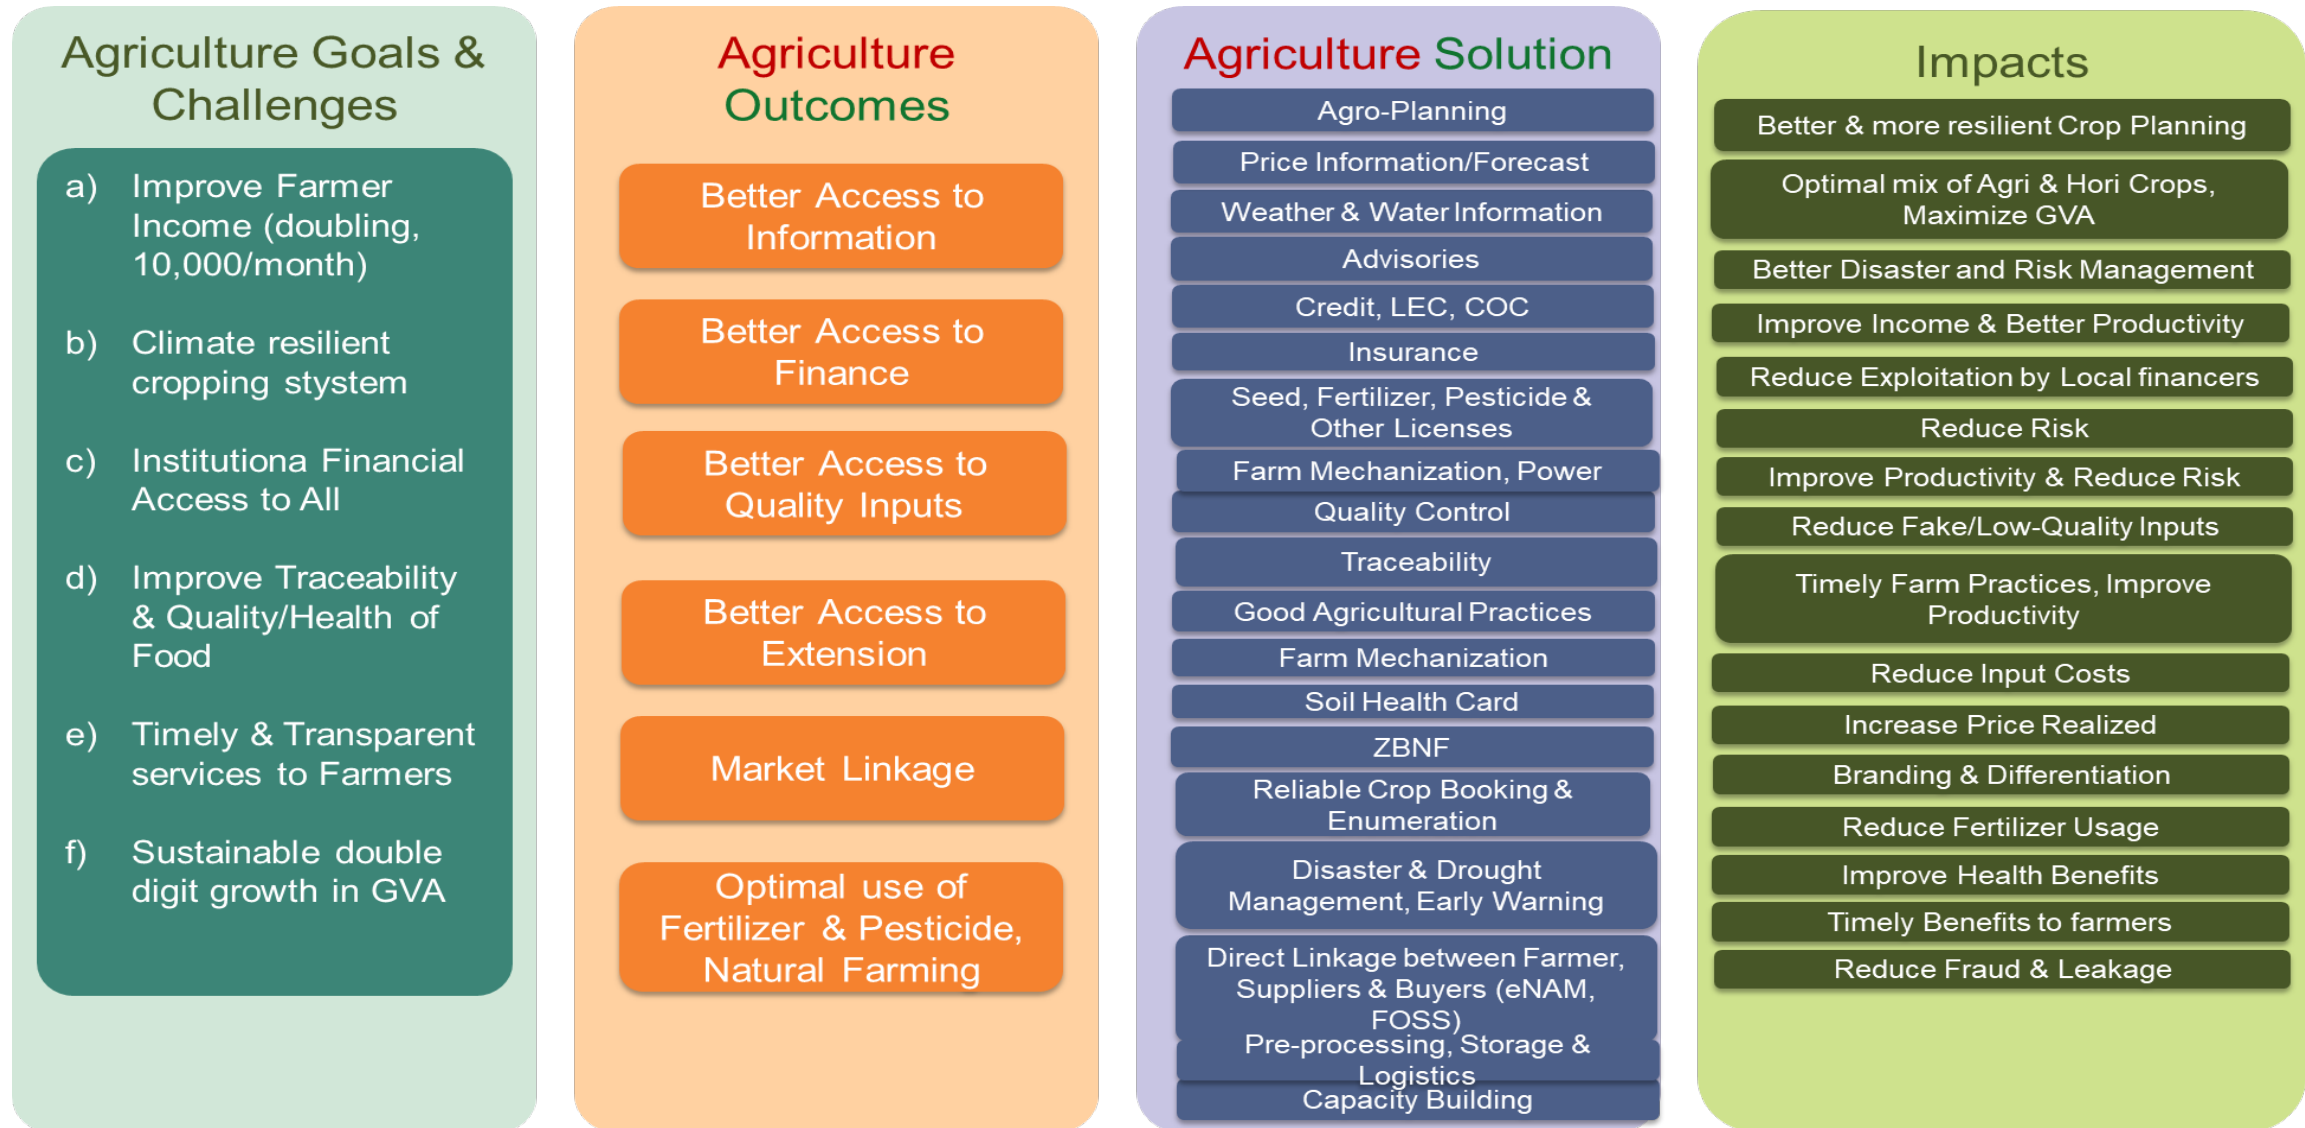 Agriculture Goals &
Challenges
a) Improve Farmer
Income (doubling,
10,000/month)
b) Climate resilient
cropping stystem
c) Institutiona Financial
Access to All
d) Improve Traceability
& Quality/Health of
Food
e) Timely & Transparent
services to Farmers
f) Sustainable double
digit growth in GVA
Agriculture
Outcomes
Better Access to
Information
Better Access to
Finance
Better Access to
Quality Inputs
Better Access to
Extension
Market Linkage
Optimal use of
Fertilizer & Pesticide,
Natural Farming
Agriculture Solution
Agro-Planning
Price Information/Forecast
Weather & Water Information
Advisories
Credit, LEC, COC
Insurance
Seed, Fertilizer, Pesticide &
Other Licenses
Farm Mechanization, Power
Quality Control
Traceability
Good Agricultural Practices
Farm Mechanization
Soil Health Card
ZBNF
Reliable Crop Booking &
Enumeration
Disaster & Drought
Management, Early Warning
Direct Linkage between Farmer,
Suppliers & Buyers (eNAM,
FOSS)
Pre-processing, Storage &
Logistics
Capacity Building
Impacts
Better & more resilient Crop Planning
Optimal mix of Agri & Hori Crops,
Maximize GVA
Better Disaster and Risk Management
Improve Income & Better Productivity
Reduce Exploitation by Local financers
Reduce Risk
Improve Productivity & Reduce Risk
Reduce Fake/Low-Quality Inputs
Timely Farm Practices, Improve
Productivity
Reduce Input Costs
Increase Price Realized
Branding & Differentiation
Reduce Fertilizer Usage
Improve Health Benefits
Timely Benefits to farmers
Reduce Fraud & Leakage